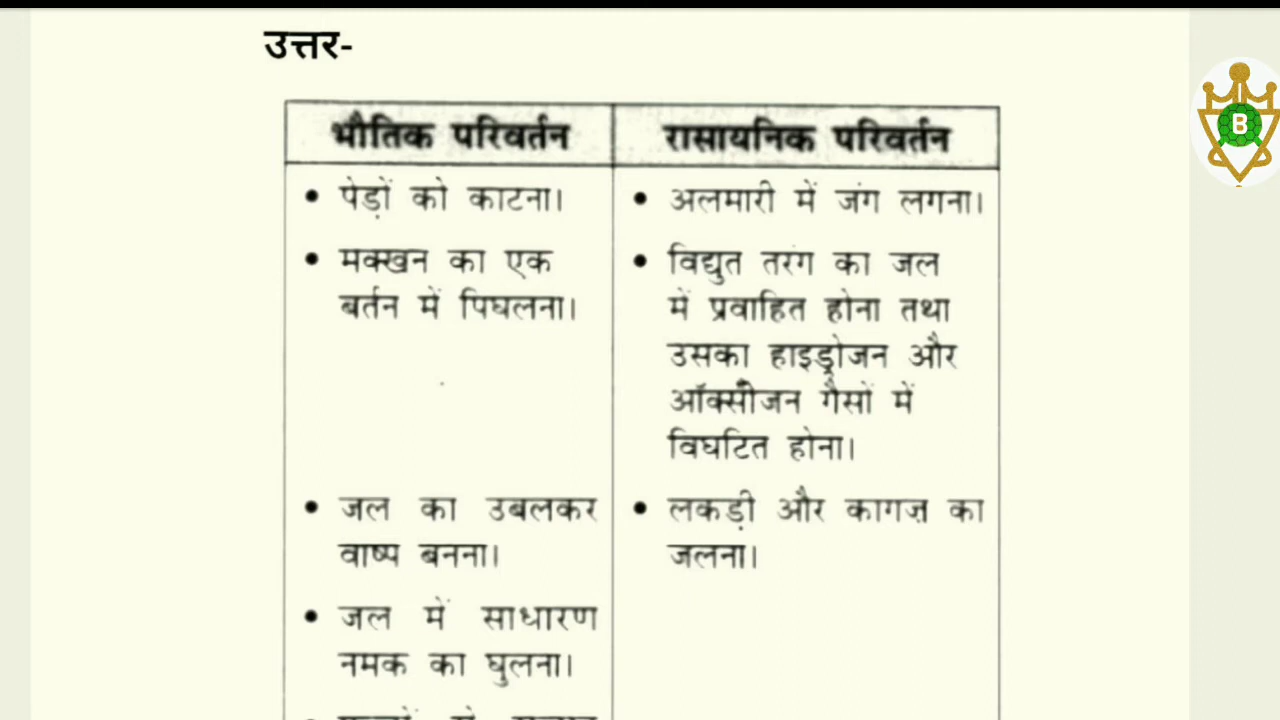 उत्तर-
भौतिक परिवर्तन
रासायनिक परिवर्तन
• पेड़ों को काटना।
• मक्खन का एक
बर्तन में पिघलना।
• जल का उबलकर
वाष्प बनना।
• जल में साधारण
नमक का घुलना।
• अलमारी में जंग लगना।
• विद्युत तरंग का जल
में प्रवाहित होना तथा
उसका हाइड्रोजन और
ऑक्सीजन गैसों में
विघटित होना।
• लकड़ी और कागज़ का
जलना।
B